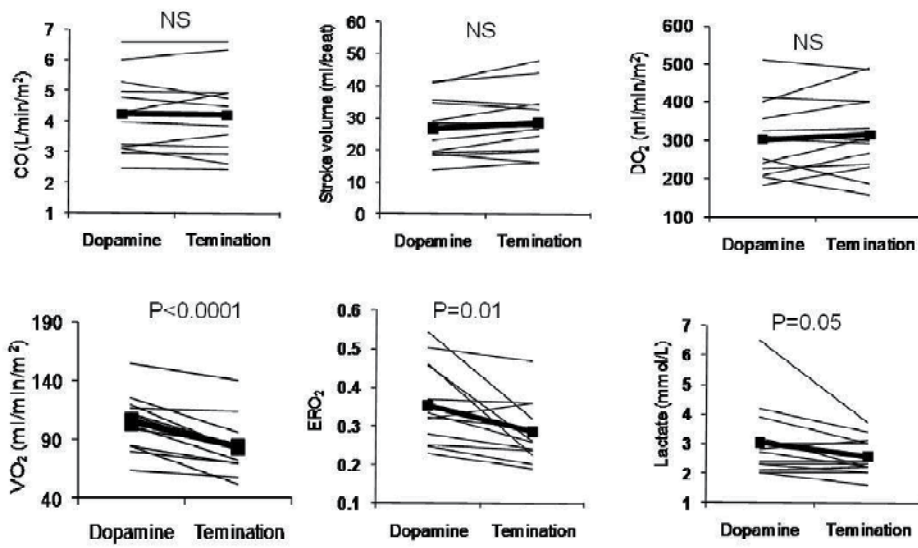 NS
CO (L/min/m²)
7
6
5
4
3
2
1
Dopamine Temination
NS
Stroke volume (ml/beat)
60
50
40
30
20
10
0
Dopamine Temination
NS
DO₂ (ml/min/m²)
600
500
400
300
200
100
Dopamine Temination
P<0.0001
VO₂ (ml/min/m²)
190
140
90
40
Dopamine Temination
P=0.01
ERO₂
0.6
0.5
0.4
0.3
0.2
0.1
Dopamine Temination
P=0.05
Lactate (mmol/L)
7
6
5
4
3
2
1
Dopamine Temination